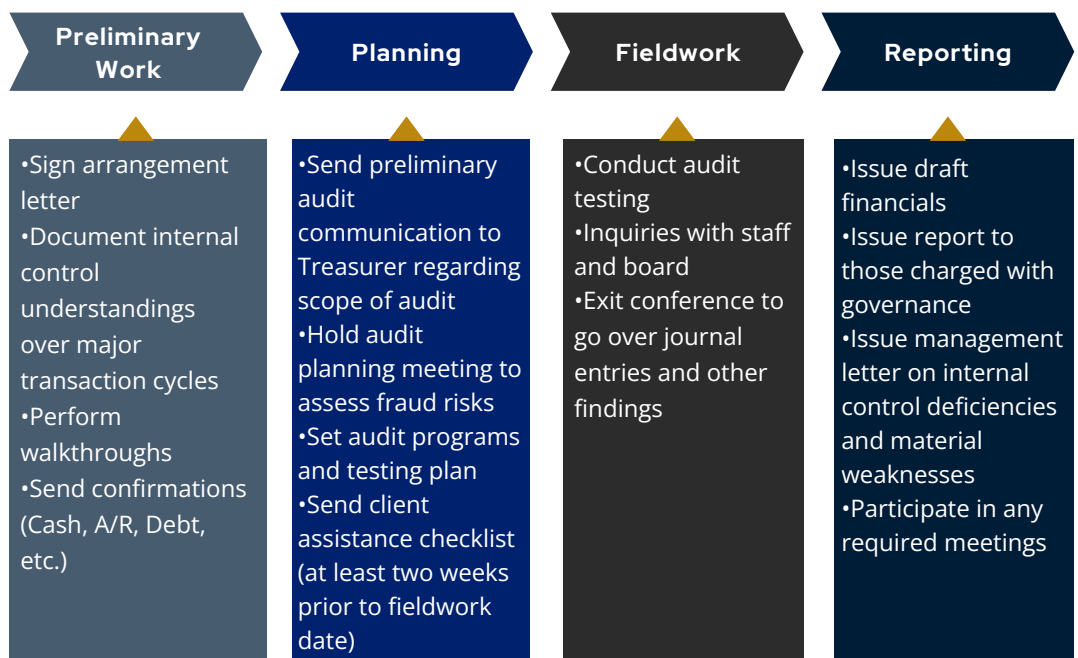 Preliminary
Work
Planning
Fieldwork
Reporting
•Sign arrangement
letter
•Document internal
control
understandings
over major
transaction cycles
•Perform
walkthroughs
•Send confirmations
(Cash, A/R, Debt,
etc.)
•Send preliminary
audit
communication to
Treasurer regarding
scope of audit
•Hold audit
planning meeting to
assess fraud risks
•Set audit programs
and testing plan
•Send client
assistance checklist
(at least two weeks
prior to fieldwork
date)
•Conduct audit
testing
•Inquiries with staff
and board
•Exit conference to
go over journal
entries and other
findings
•Issue draft
financials
•Issue report to
those charged with
governance
•Issue management
letter on internal
control deficiencies
and material
weaknesses
•Participate in any
required meetings